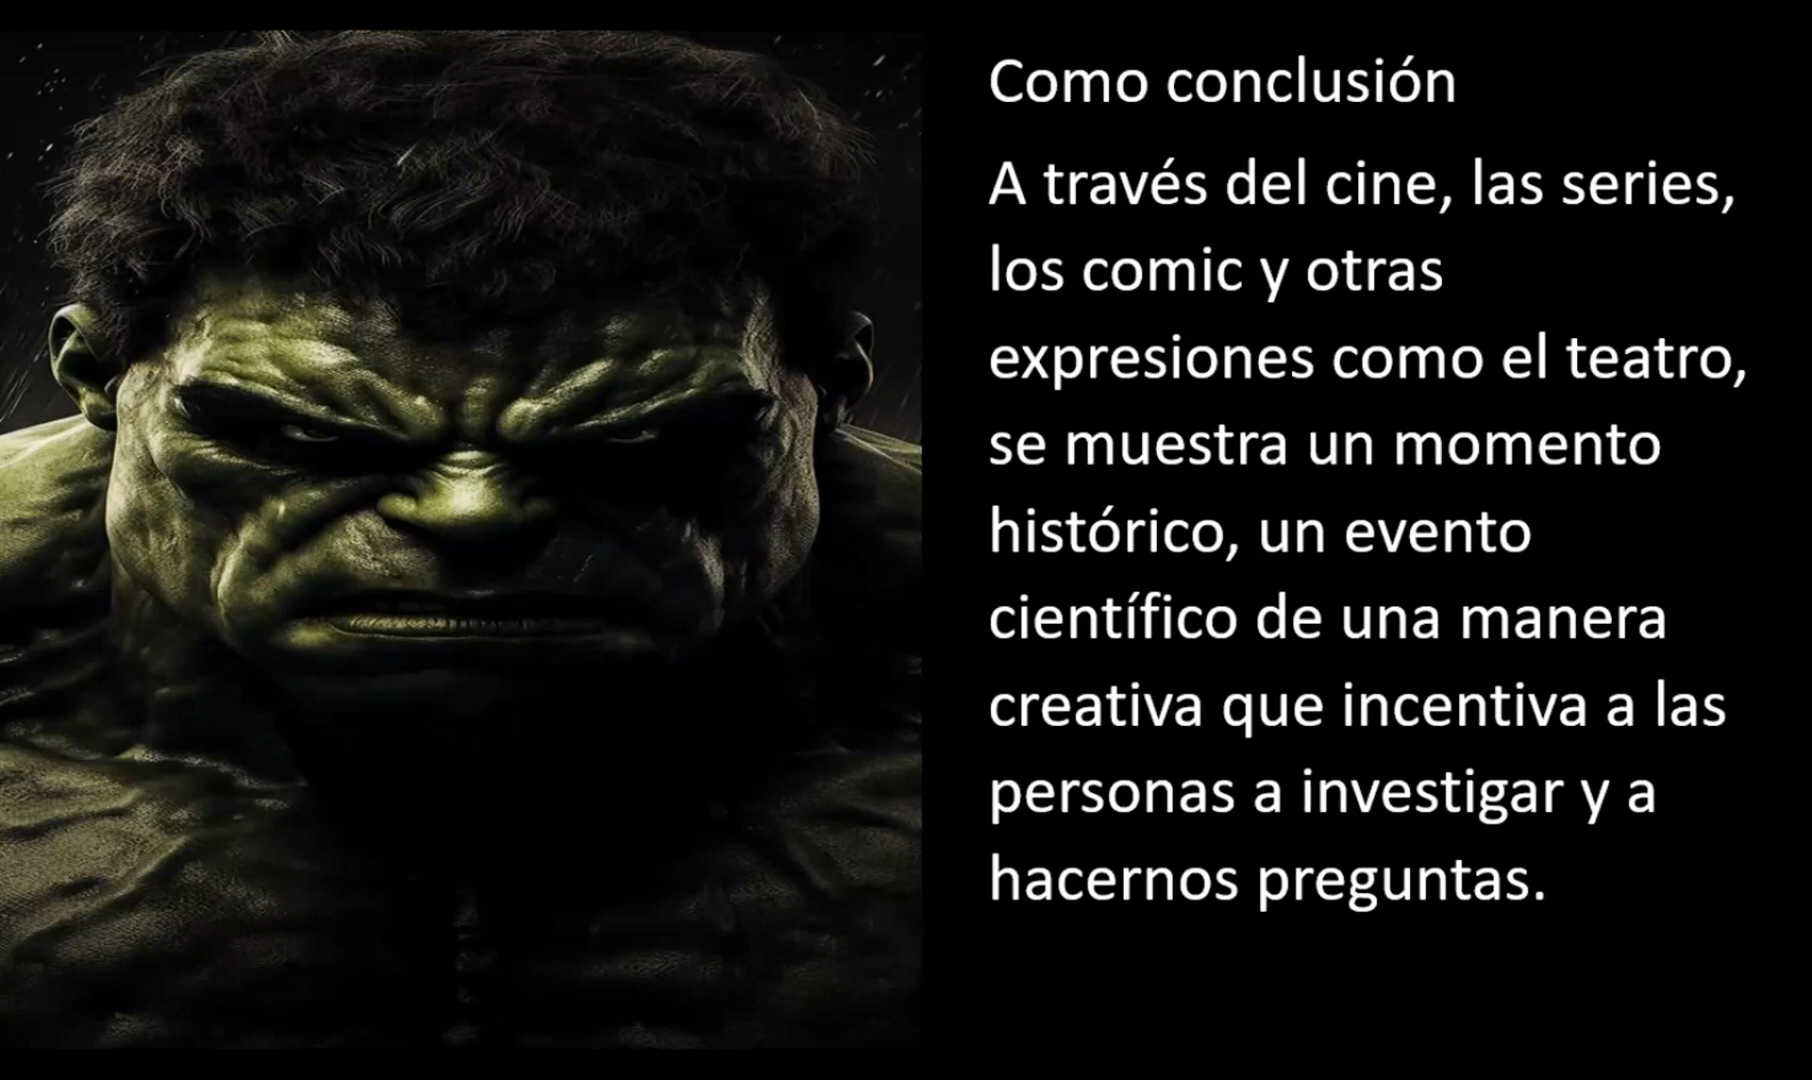 Como conclusión
A través del cine, las series,
los comic y otras
expresiones como el teatro,
se muestra un momento
histórico, un evento
científico de una manera
creativa que incentiva a las
personas a investigar y a
hacernos preguntas.